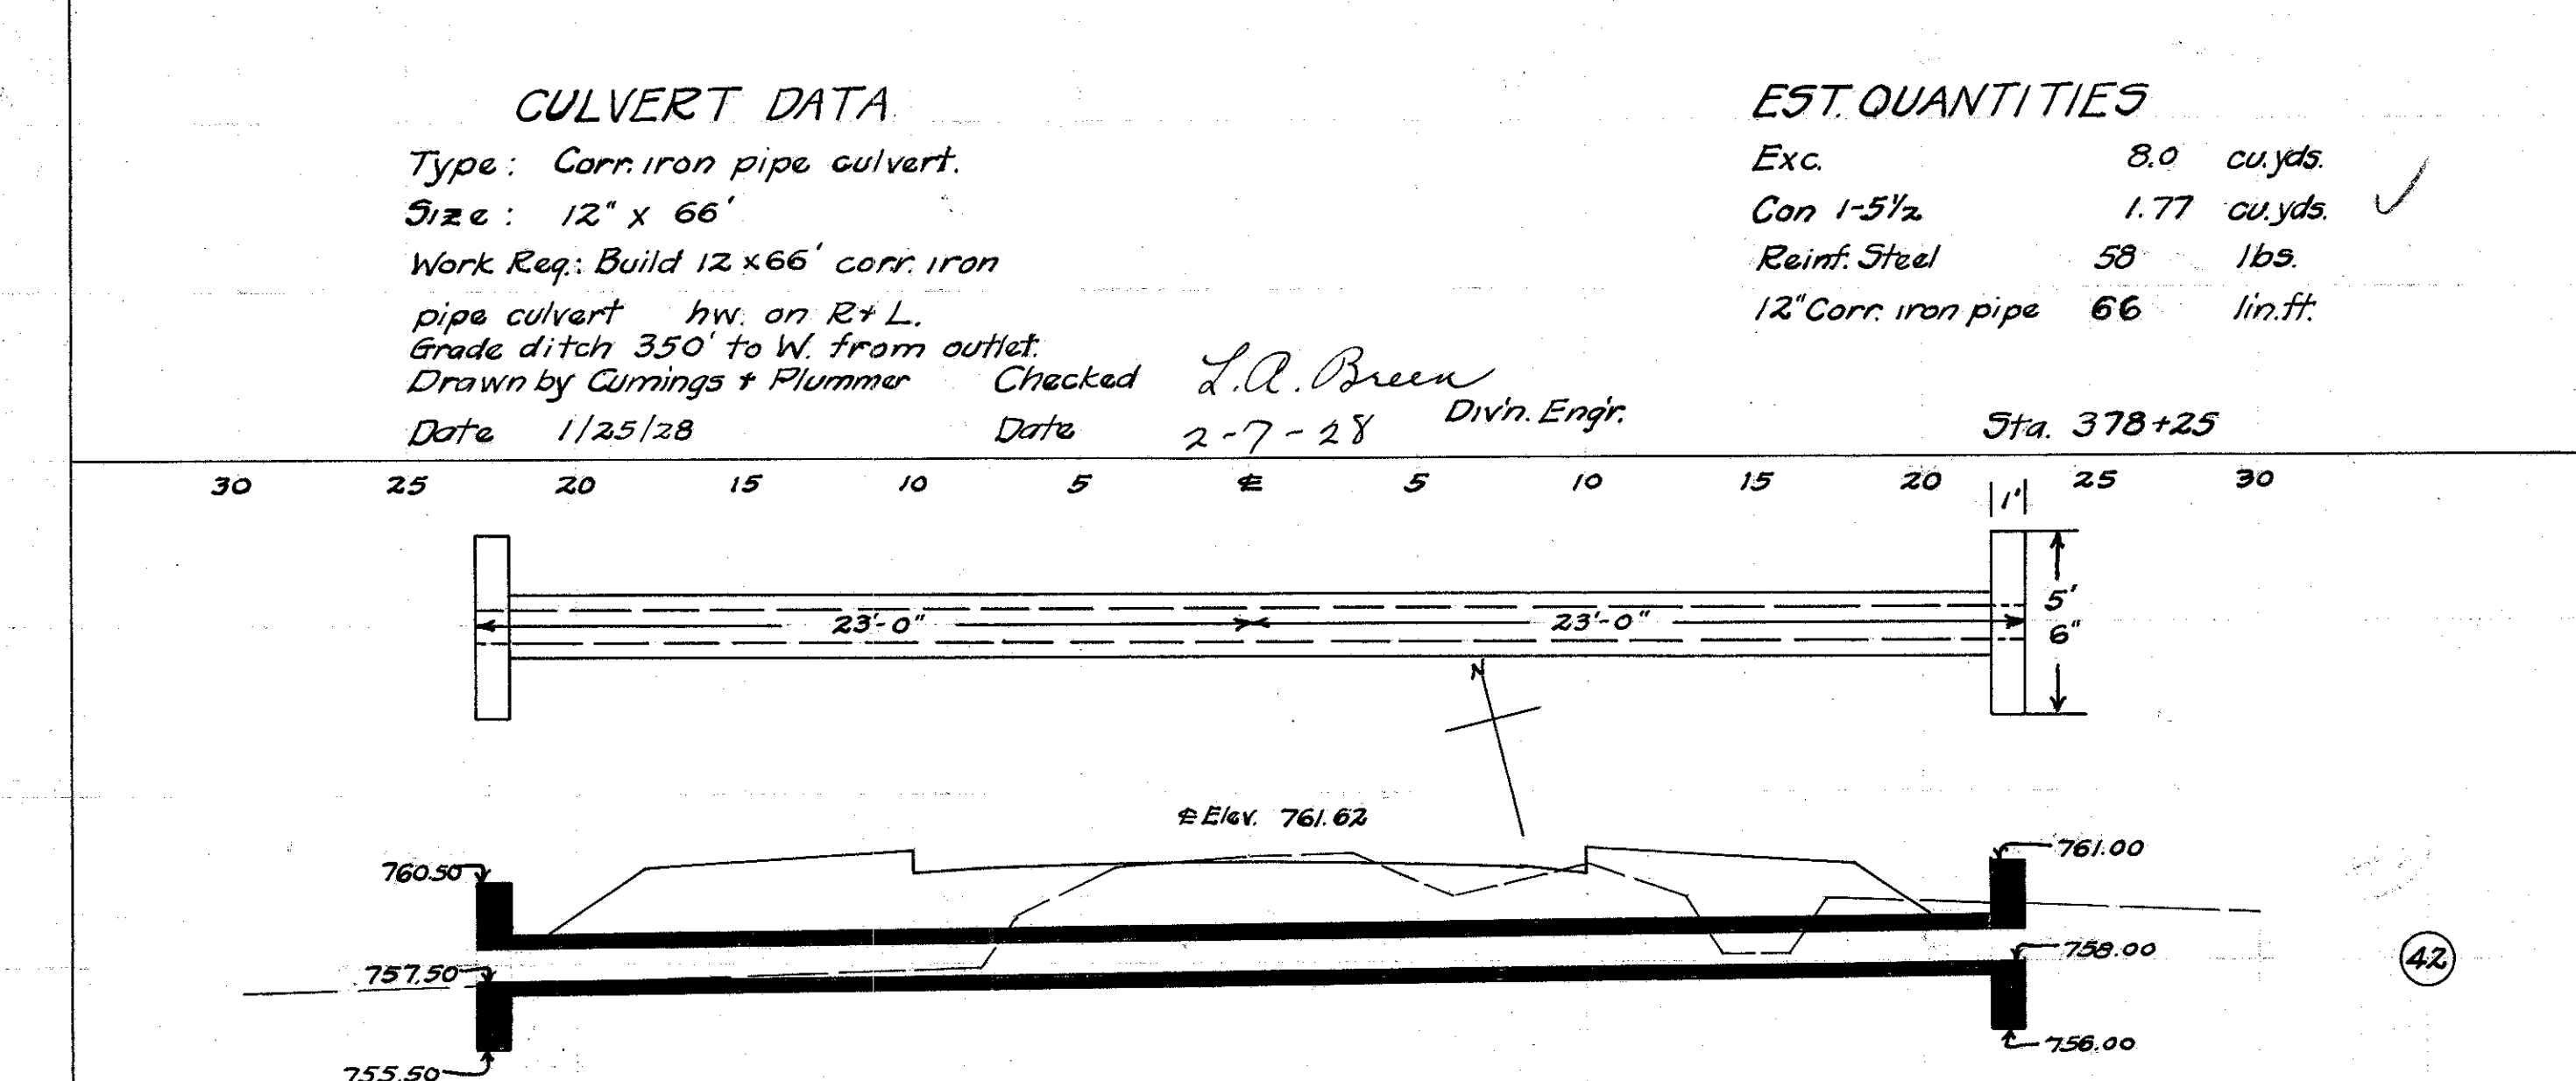 CULVERT DATA
Type: Corr. iron pipe culvert.
Size: 12" x 66'
Work Req.: Build 12 x 66' corr. iron
pipe culvert hw. on R + L.
Grade ditch 350' to W. from outlet.
Drawn by Cumings + Plummer Checked L.A. Breen
Div'n. Eng'r.
Date 1/25/28 Date 2-7-28
EST. QUANTITIES
Exc. 8.0 cu.yds.
Con 1-5½ 1.77 cu.yds.
Reinf. Steel 58 lbs.
12" Corr. iron pipe 66 lin.ft.
Sta. 378+25
30 25 20 15 10 5 ℄ 5 10 15 20 25 30
1'
23'-0" 23'-0"
5'
6"
N
℄ Elev. 761.62
760.50 761.00
757.50 758.00
42
755.50 756.00